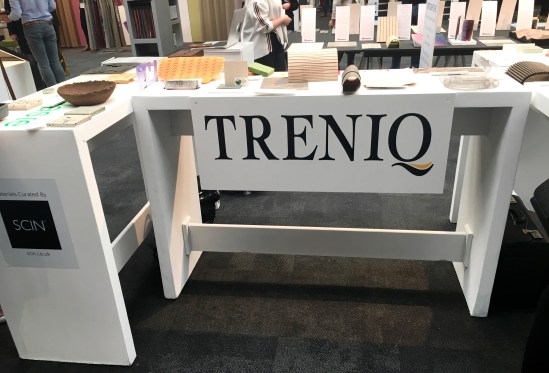 TRENIQ
Materials Curated By
SCIN
scin.co.uk